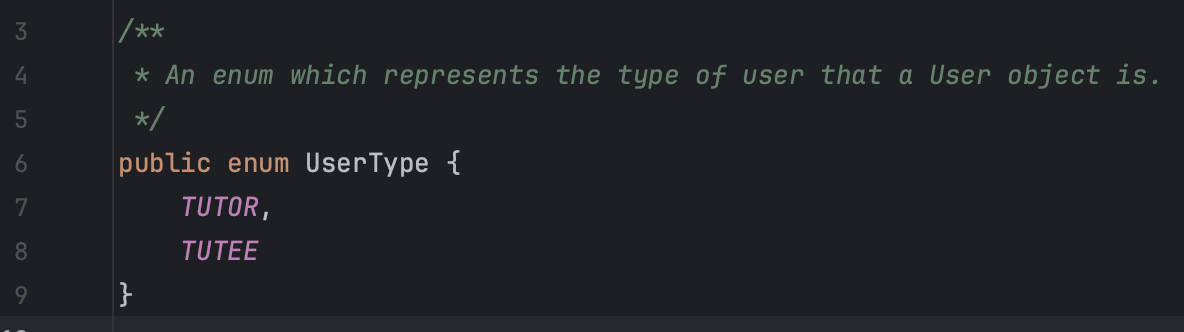 3 /**
4  * An enum which represents the type of user that a User object is.
5  */
6 public enum UserType {
7     TUTOR,
8     TUTEE
9 }